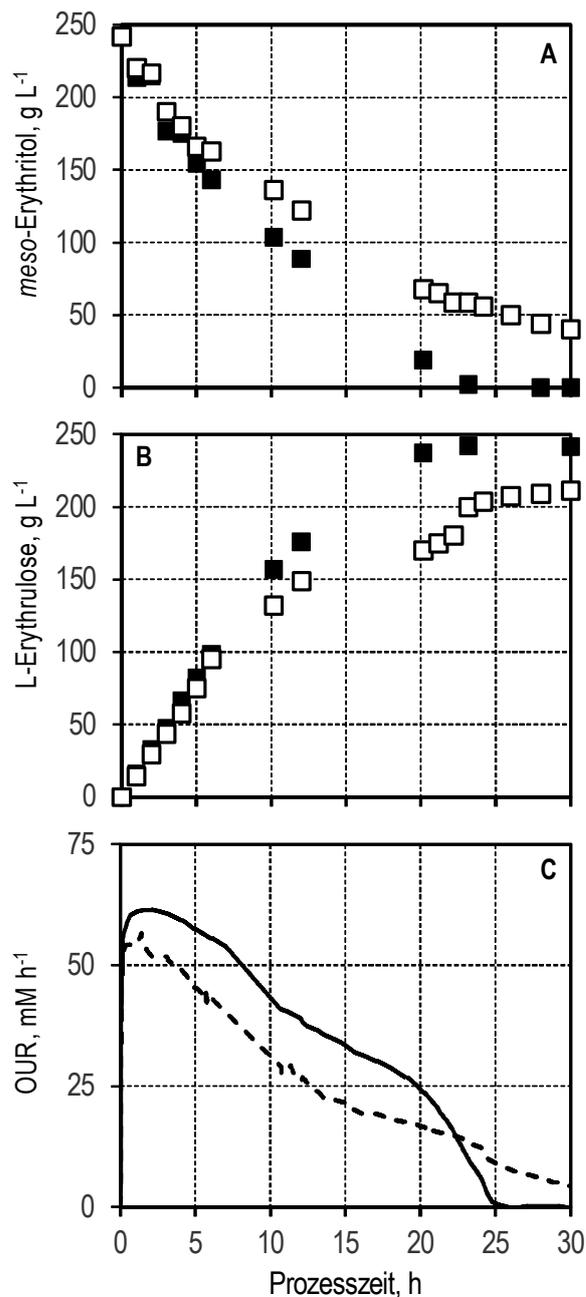 250
A
200
150
100
50
0
meso-Erythritol, g L-1
250
B
200
150
100
50
0
L-Erythrulose, g L-1
75
C
50
25
0
OUR, mM h-1
0 5 10 15 20 25 30
Prozesszeit, h